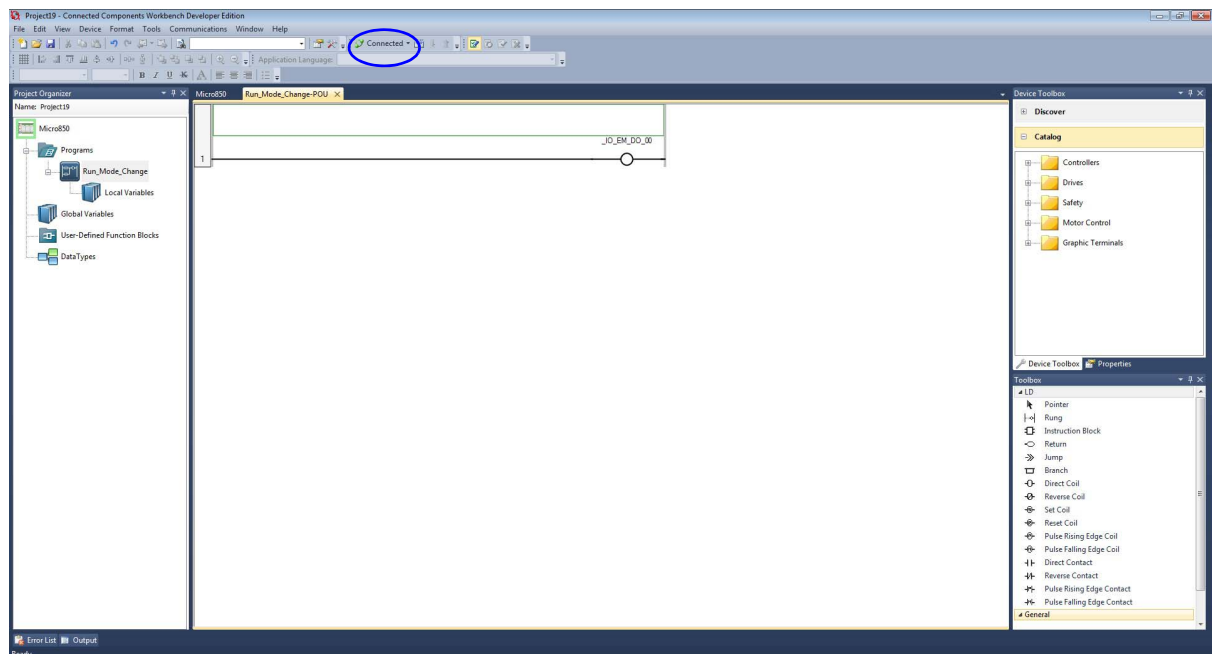 Project19 - Connected Components Workbench Developer Edition
File Edit View Device Format Tools Communications Window Help
Connected
Application Language:
B I U
A
Project Organizer
Name: Project19
Micro850
Programs
Run_Mode_Change
Local Variables
Global Variables
User-Defined Function Blocks
DataTypes
Micro850 Run_Mode_Change-POU
_IO_EM_DO_00
1
Device Toolbox
Discover
Catalog
Controllers
Drives
Safety
Motor Control
Graphic Terminals
Device Toolbox Properties
Toolbox
LD
Pointer
Rung
Instruction Block
Return
Jump
Branch
Direct Coil
Reverse Coil
Set Coil
Reset Coil
Pulse Rising Edge Coil
Pulse Falling Edge Coil
Direct Contact
Reverse Contact
Pulse Rising Edge Contact
Pulse Falling Edge Contact
General
Error List Output
Ready